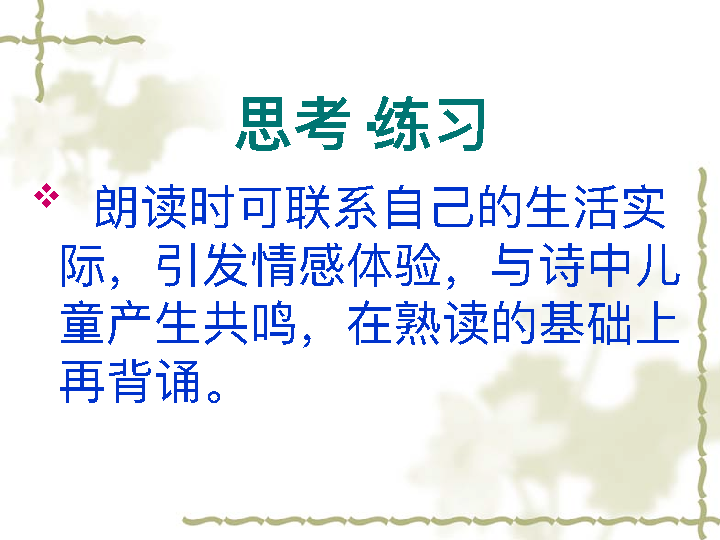 思考·练习
❖ 朗读时可联系自己的生活实
际，引发情感体验，与诗中儿
童产生共鸣，在熟读的基础上
再背诵。